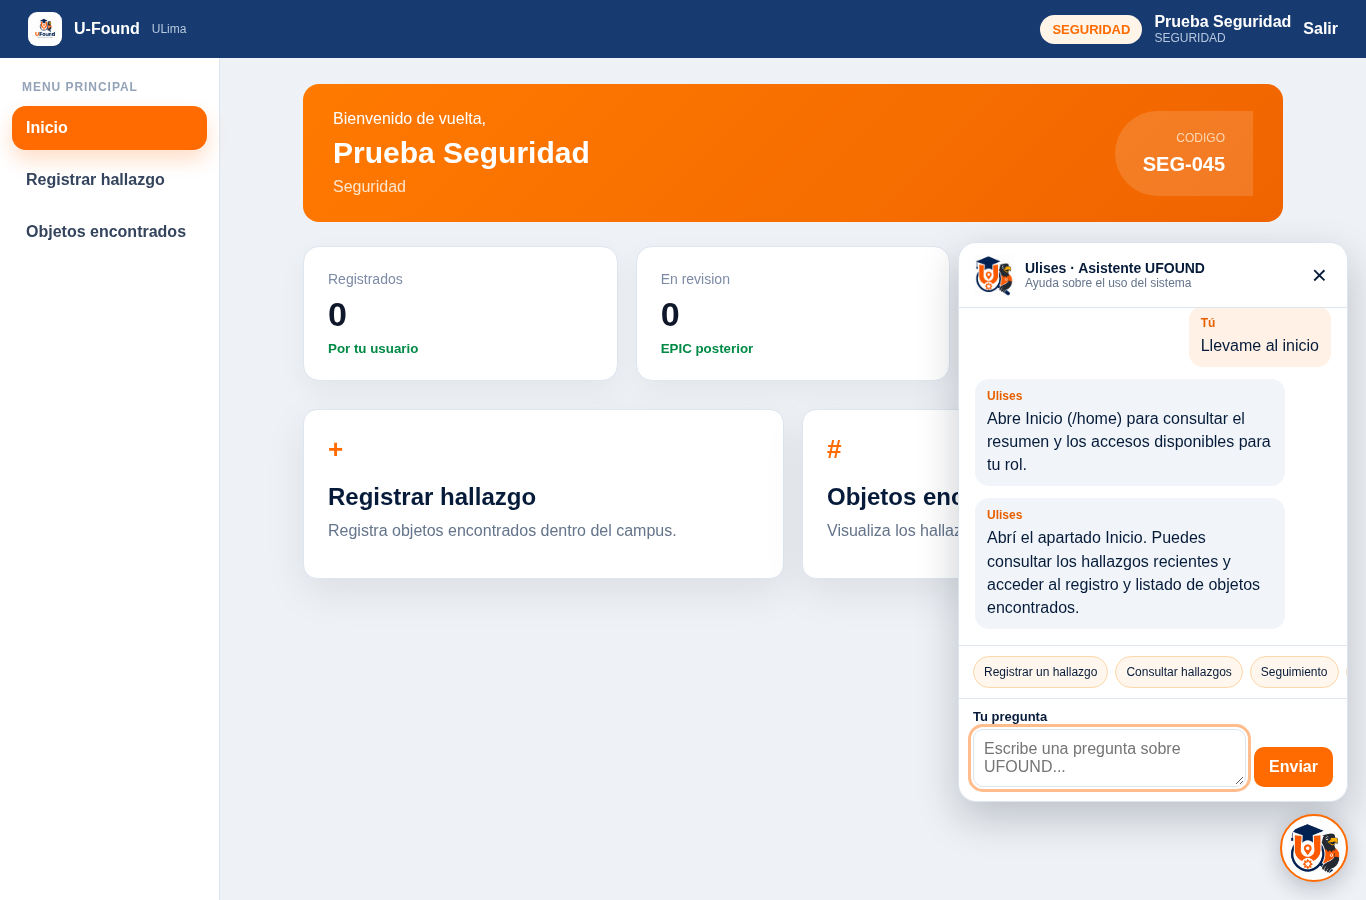 UFound
U-Found
ULima
SEGURIDAD
Prueba Seguridad
SEGURIDAD
Salir
MENU PRINCIPAL
Inicio
Registrar hallazgo
Objetos encontrados
Bienvenido de vuelta,
Prueba Seguridad
Seguridad
CODIGO
SEG-045
Registrados
0
Por tu usuario
En revision
0
EPIC posterior
+
Registrar hallazgo
Registra objetos encontrados dentro del campus.
#
Objetos enc
Visualiza los hallaz
Ulises · Asistente UFOUND
Ayuda sobre el uso del sistema
✕
Tú
Llevame al inicio
Ulises
Abre Inicio (/home) para consultar el
resumen y los accesos disponibles para
tu rol.
Ulises
Abrí el apartado Inicio. Puedes
consultar los hallazgos recientes y
acceder al registro y listado de objetos
encontrados.
Registrar un hallazgo
Consultar hallazgos
Seguimiento
Tu pregunta
Escribe una pregunta sobre
UFOUND...
Enviar